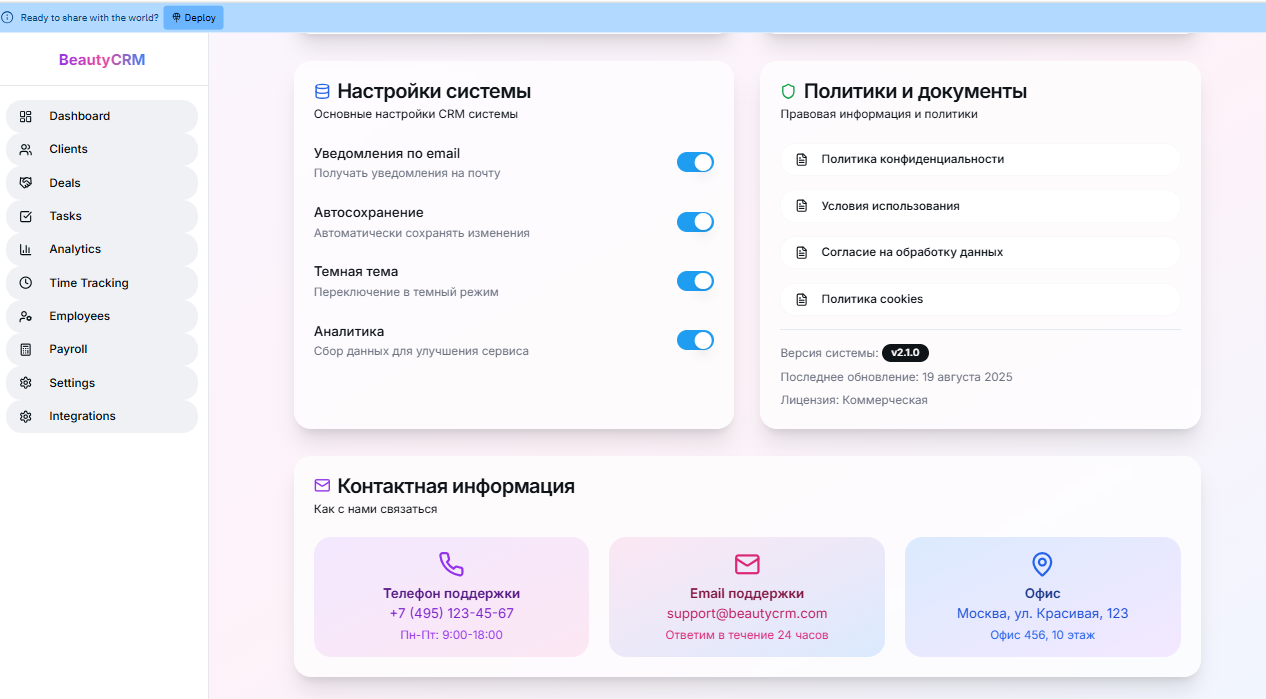 Ready to share with the world? Deploy
BeautyCRM
Dashboard
Clients
Deals
Tasks
Analytics
Time Tracking
Employees
Payroll
Settings
Integrations
Настройки системы
Основные настройки CRM системы
Уведомления по email
Получать уведомления на почту
Автосохранение
Автоматически сохранять изменения
Темная тема
Переключение в темный режим
Аналитика
Сбор данных для улучшения сервиса
Политики и документы
Правовая информация и политики
Политика конфиденциальности
Условия использования
Согласие на обработку данных
Политика cookies
Версия системы: v2.1.0
Последнее обновление: 19 августа 2025
Лицензия: Коммерческая
Контактная информация
Как с нами связаться
Телефон поддержки
+7 (495) 123-45-67
Пн-Пт: 9:00-18:00
Email поддержки
support@beautycrm.com
Ответим в течение 24 часов
Офис
Москва, ул. Красивая, 123
Офис 456, 10 этаж